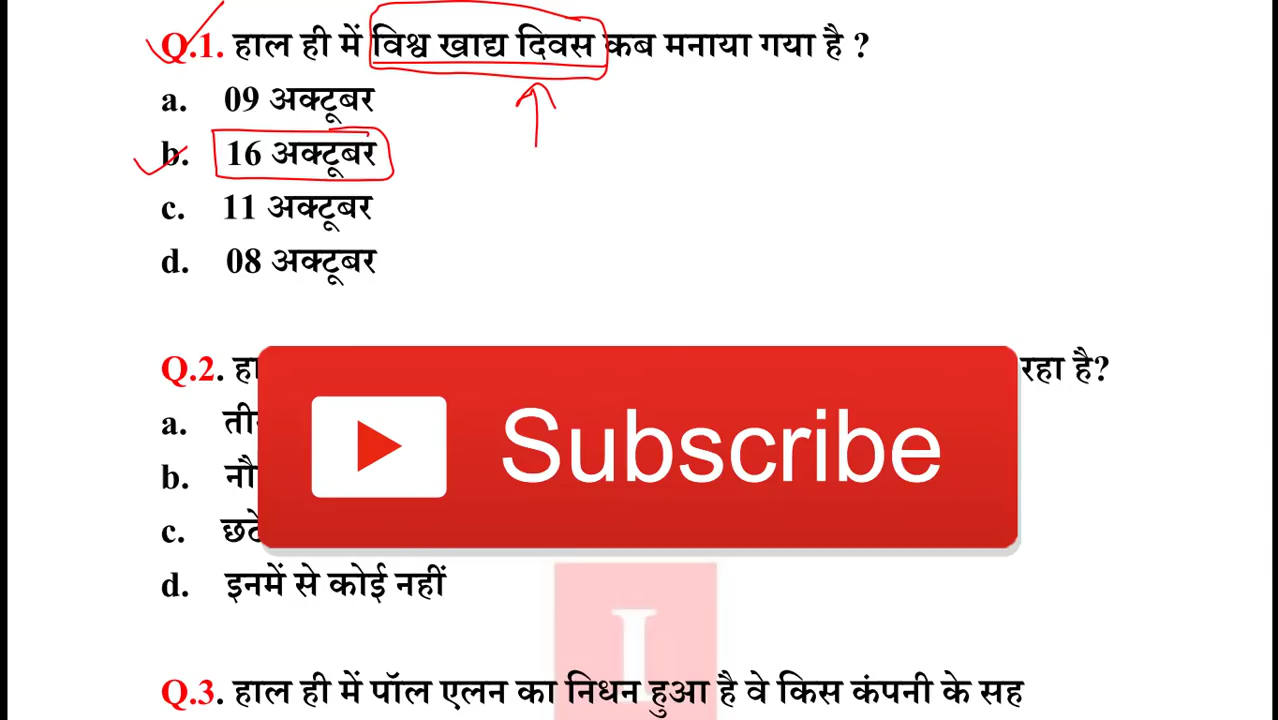 Q.1. हाल ही में विश्व खाद्य दिवस कब मनाया गया है ?
a. 09 अक्टूबर
b. 16 अक्टूबर
c. 11 अक्टूबर
d. 08 अक्टूबर
Q.2. रहा है?
a.
b.
Subscribe
c.
d. इनमें से कोई नहीं
Q.3. हाल ही में पॉल एलन का निधन हुआ है वे किस कंपनी के सह